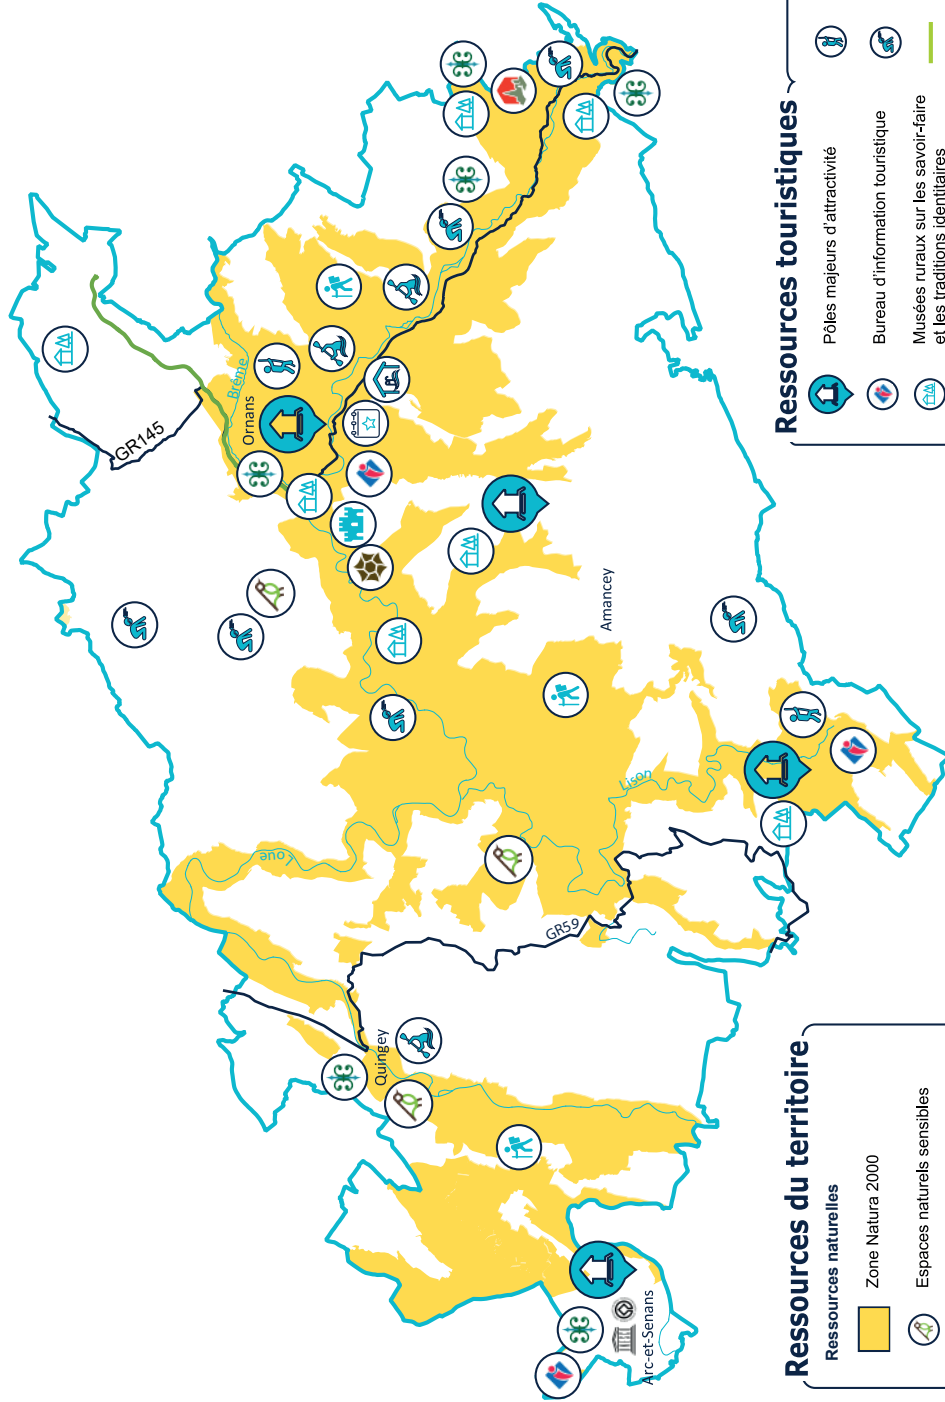 GR145
Brême
Ornans
Amancey
Lison
Loue
GR59
Quingey
Arc-et-Senans
Ressources du territoire
Ressources naturelles
Zone Natura 2000
Espaces naturels sensibles
Ressources touristiques
Pôles majeurs d'attractivité
Bureau d'information touristique
Musées ruraux sur les savoir-faire
et les traditions identitaires